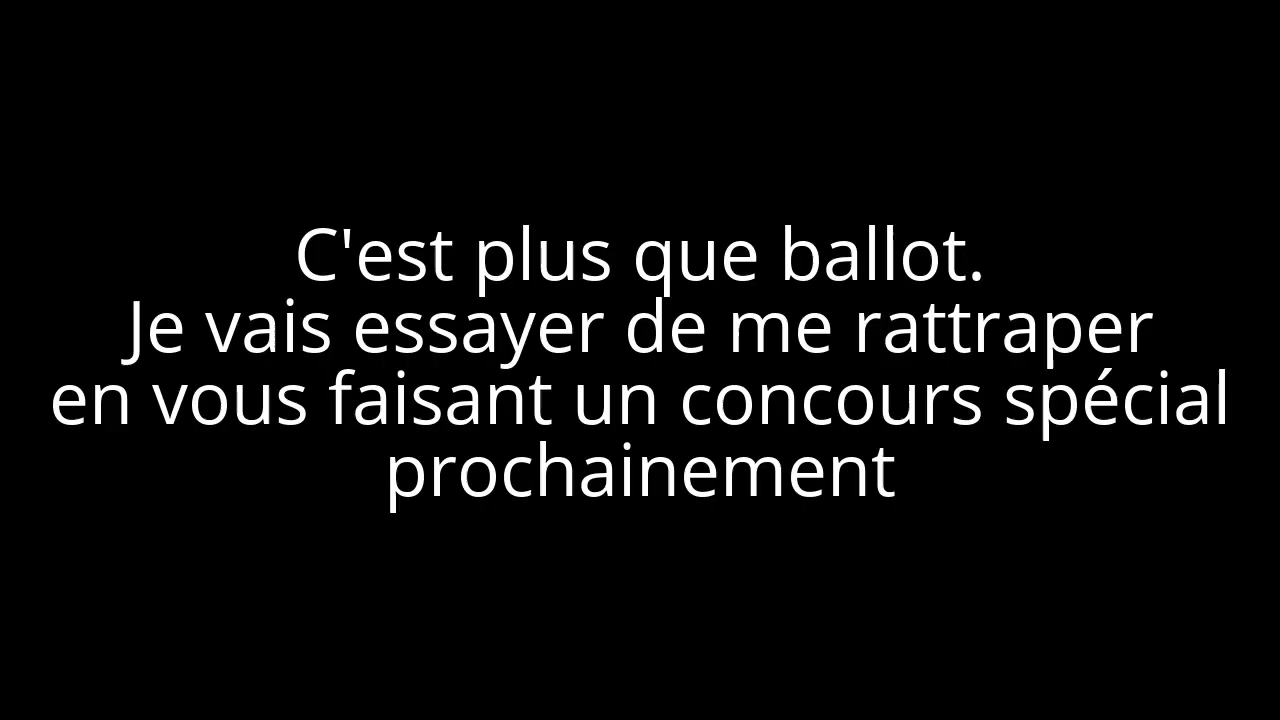 C'est plus que ballot.
Je vais essayer de me rattraper
en vous faisant un concours spécial
prochainement